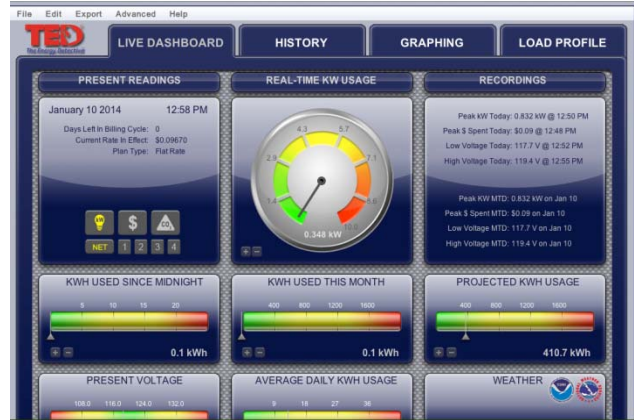 File Edit Export Advanced Help
TED
The Energy Detective
LIVE DASHBOARD
HISTORY
GRAPHING
LOAD PROFILE
PRESENT READINGS
January 10 2014 12:58 PM
Days Left In Billing Cycle: 0
Current Rate In Effect: $0.09670
Plan Type: Flat Rate
kW $ CO2
NET 1 2 3 4
REAL-TIME KW USAGE
4.3 5.7
2.9 7.1
1.4 8.6
10.0
0.348 kW
RECORDINGS
Peak kW Today: 0.832 kW @ 12:50 PM
Peak $ Spent Today: $0.09 @ 12:48 PM
Low Voltage Today: 117.7 V @ 12:52 PM
High Voltage Today: 119.4 V @ 12:55 PM
Peak KW MTD: 0.832 kW on Jan 10
Peak $ Spent MTD: $0.09 on Jan 10
Low Voltage MTD: 117.7 V on Jan 10
High Voltage MTD: 119.4 V on Jan 10
KWH USED SINCE MIDNIGHT
5 10 15 20
0.1 kWh
KWH USED THIS MONTH
400 800 1200 1600
0.1 kWh
PROJECTED KWH USAGE
400 800 1200 1600
410.7 kWh
PRESENT VOLTAGE
108.0 116.0 124.0 132.0
AVERAGE DAILY KWH USAGE
9 18 27 36
WEATHER